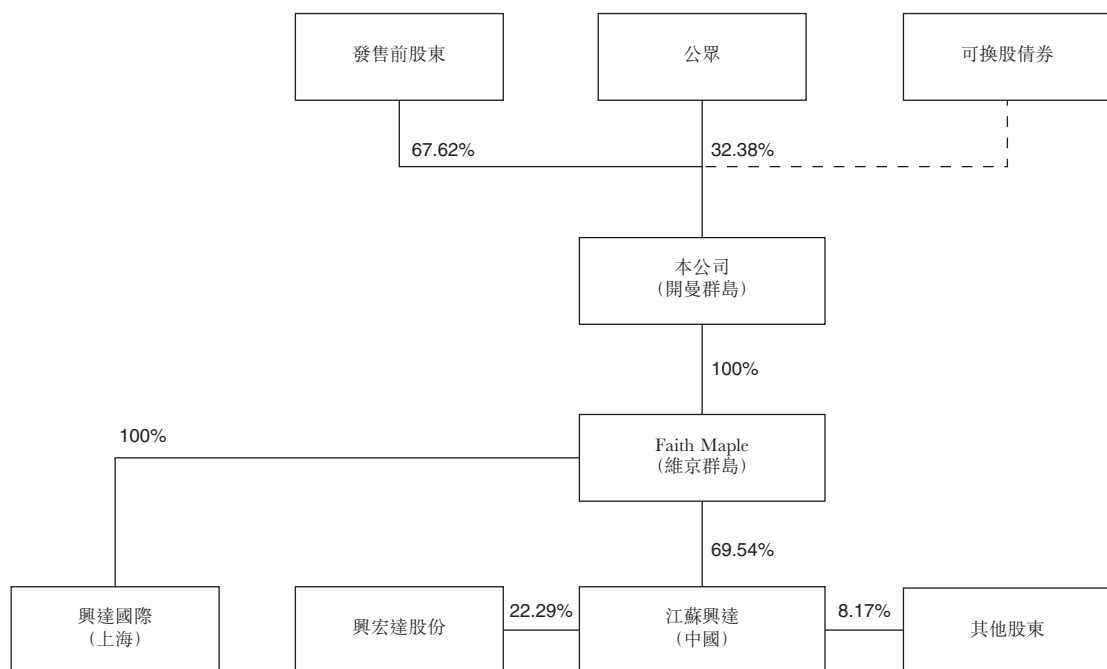 發售前股東
公眾
可換股債券
67.62%
32.38%
本公司
(開曼群島)
100%
Faith Maple
(維京群島)
100%
69.54%
興達國際
(上海)
興宏達股份
22.29%
江蘇興達
(中國)
8.17%
其他股東